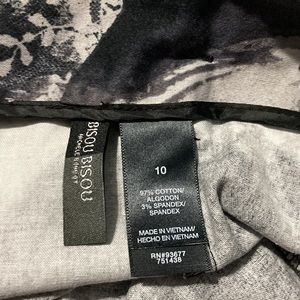 BISOU BISOU
MICHELE BOHBOT
10
97% COTTON/
ALGODON
3% SPANDEX/
SPANDEX
MADE IN VIETNAM/
HECHO EN VIETNAM
RN#93677
751438